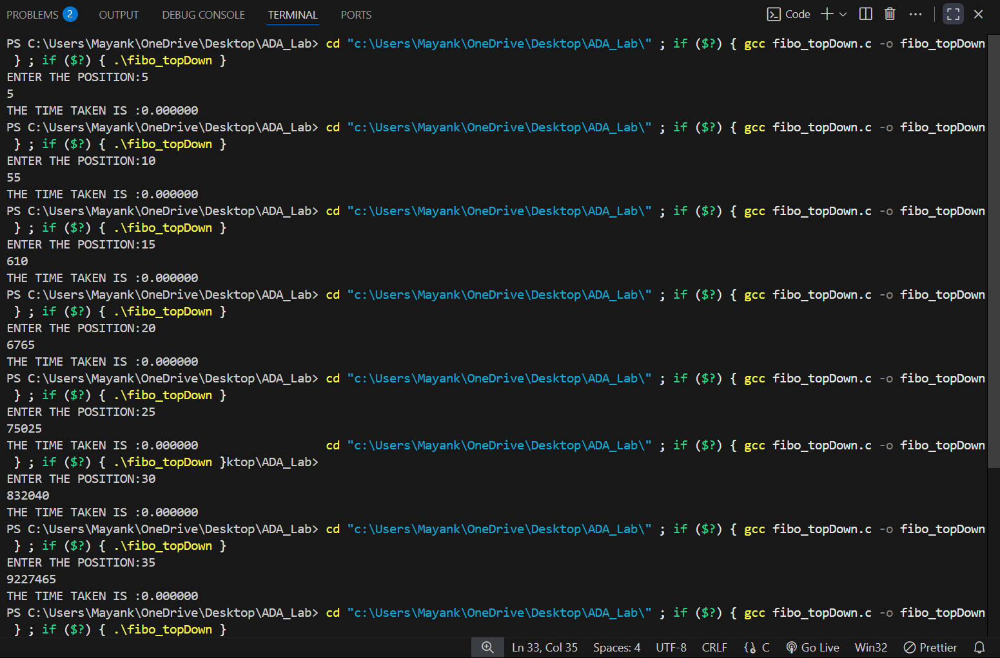 PROBLEMS 2 OUTPUT DEBUG CONSOLE TERMINAL PORTS Code
PS C:\Users\Mayank\OneDrive\Desktop\ADA_Lab> cd "c:\Users\Mayank\OneDrive\Desktop\ADA_Lab\" ; if ($?) { gcc fibo_topDown.c -o fibo_topDown
} ; if ($?) { .\fibo_topDown }
ENTER THE POSITION:5
5
THE TIME TAKEN IS :0.000000
PS C:\Users\Mayank\OneDrive\Desktop\ADA_Lab> cd "c:\Users\Mayank\OneDrive\Desktop\ADA_Lab\" ; if ($?) { gcc fibo_topDown.c -o fibo_topDown
} ; if ($?) { .\fibo_topDown }
ENTER THE POSITION:10
55
THE TIME TAKEN IS :0.000000
PS C:\Users\Mayank\OneDrive\Desktop\ADA_Lab> cd "c:\Users\Mayank\OneDrive\Desktop\ADA_Lab\" ; if ($?) { gcc fibo_topDown.c -o fibo_topDown
} ; if ($?) { .\fibo_topDown }
ENTER THE POSITION:15
610
THE TIME TAKEN IS :0.000000
PS C:\Users\Mayank\OneDrive\Desktop\ADA_Lab> cd "c:\Users\Mayank\OneDrive\Desktop\ADA_Lab\" ; if ($?) { gcc fibo_topDown.c -o fibo_topDown
} ; if ($?) { .\fibo_topDown }
ENTER THE POSITION:20
6765
THE TIME TAKEN IS :0.000000
PS C:\Users\Mayank\OneDrive\Desktop\ADA_Lab> cd "c:\Users\Mayank\OneDrive\Desktop\ADA_Lab\" ; if ($?) { gcc fibo_topDown.c -o fibo_topDown
} ; if ($?) { .\fibo_topDown }
ENTER THE POSITION:25
75025
THE TIME TAKEN IS :0.000000 cd "c:\Users\Mayank\OneDrive\Desktop\ADA_Lab\" ; if ($?) { gcc fibo_topDown.c -o fibo_topDown
} ; if ($?) { .\fibo_topDown }ktop\ADA_Lab>
ENTER THE POSITION:30
832040
THE TIME TAKEN IS :0.000000
PS C:\Users\Mayank\OneDrive\Desktop\ADA_Lab> cd "c:\Users\Mayank\OneDrive\Desktop\ADA_Lab\" ; if ($?) { gcc fibo_topDown.c -o fibo_topDown
} ; if ($?) { .\fibo_topDown }
ENTER THE POSITION:35
9227465
THE TIME TAKEN IS :0.000000
PS C:\Users\Mayank\OneDrive\Desktop\ADA_Lab> cd "c:\Users\Mayank\OneDrive\Desktop\ADA_Lab\" ; if ($?) { gcc fibo_topDown.c -o fibo_topDown
} ; if ($?) { .\fibo_topDown }
Ln 33, Col 35 Spaces: 4 UTF-8 CRLF C Go Live Win32 Prettier